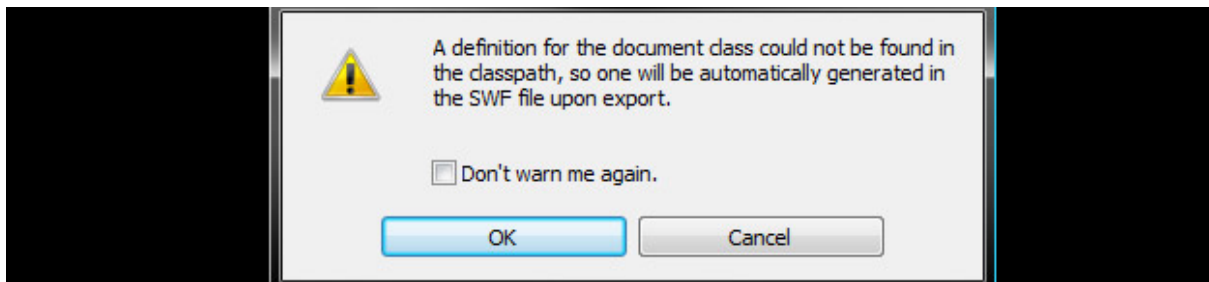 A definition for the document class could not be found in
the classpath, so one will be automatically generated in
the SWF file upon export.
Don't warn me again.
OK
Cancel